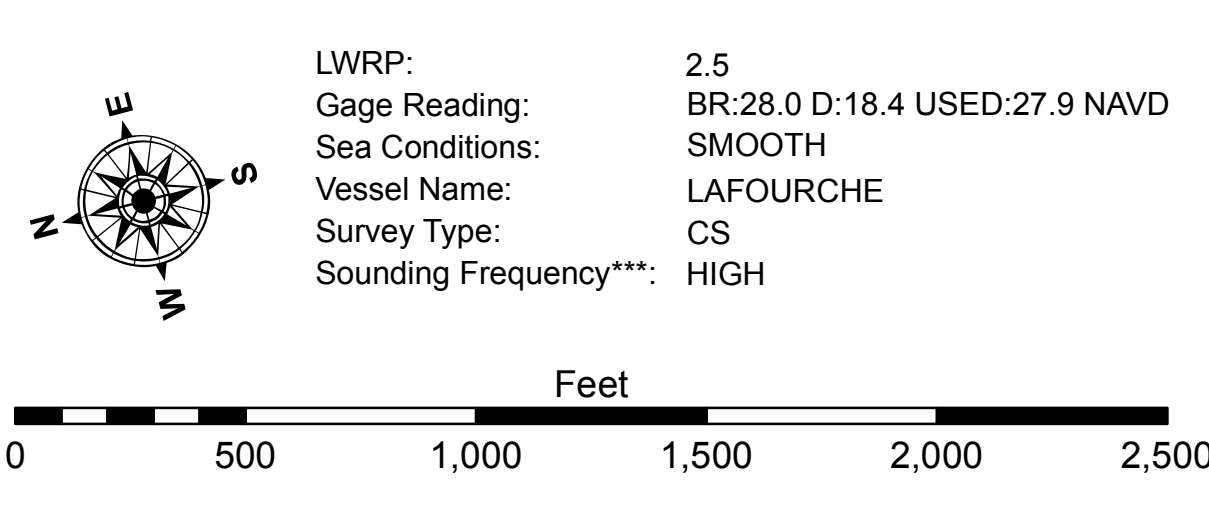 LWRP: 2.5
Gage Reading: BR:28.0 D:18.4 USED:27.9 NAVD
Sea Conditions: SMOOTH
Vessel Name: LAFOURCHE
Survey Type: CS
Sounding Frequency***: HIGH
E
S
N
W
Feet
0 500 1,000 1,500 2,000 2,500